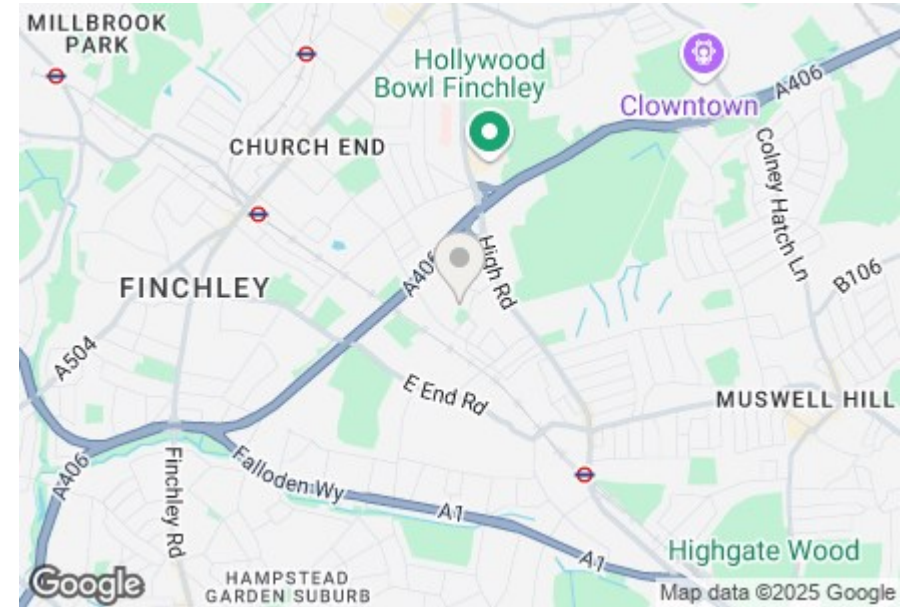 MILLBROOK
PARK
Hollywood
Bowl Finchley
Clowntown
A406
CHURCH END
Colney Hatch Ln
High Rd
A406
B106
FINCHLEY
A504
E End Rd
MUSWELL HILL
A406
Finchley Rd
Falloden Wy
A1
A1
Highgate Wood
HAMPSTEAD
GARDEN SUBURB
Google
Map data ©2025 Google